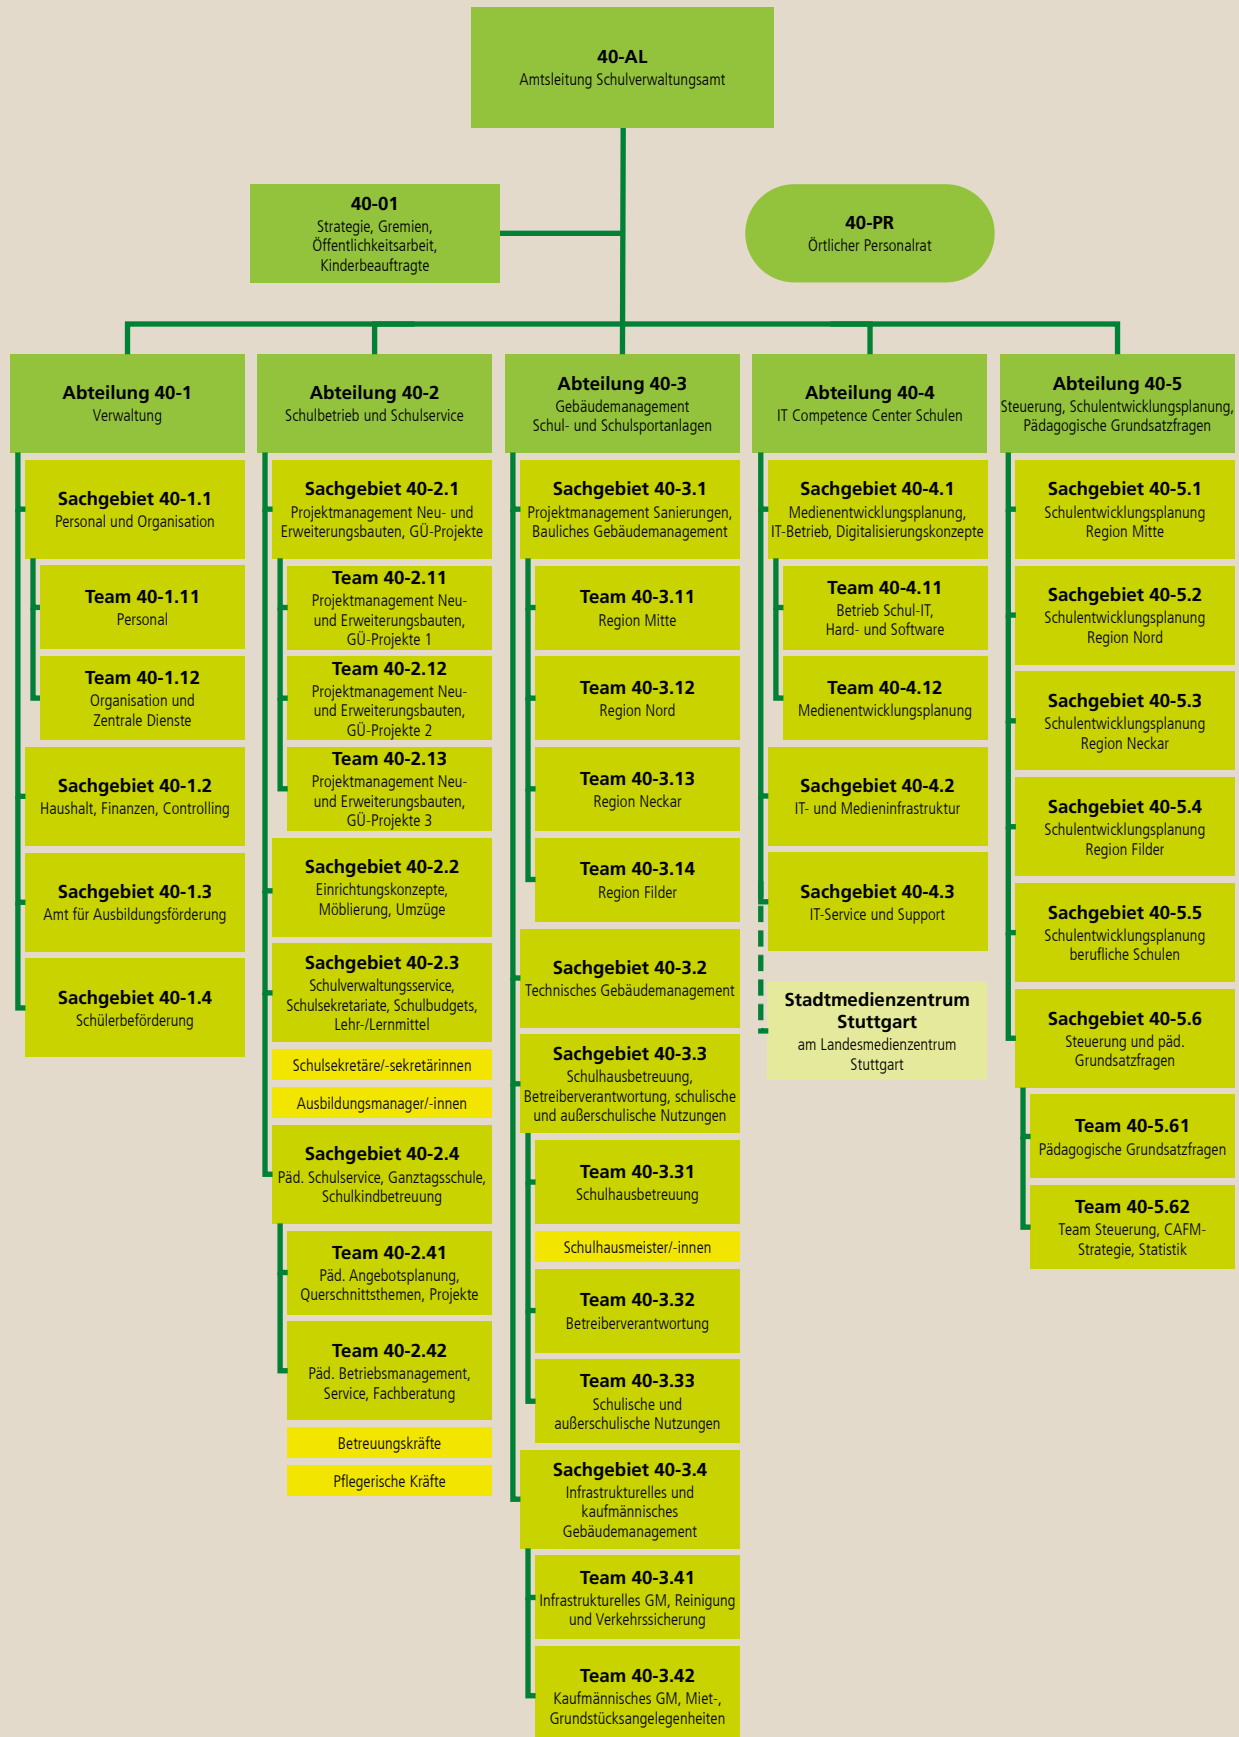 40-AL
Amtsleitung Schulverwaltungsamt
40-01
Strategie, Gremien,
Öffentlichkeitsarbeit,
Kinderbeauftragte
40-PR
Örtlicher Personalrat
Abteilung 40-1
Verwaltung
Sachgebiet 40-1.1
Personal und Organisation
Team 40-1.11
Personal
Team 40-1.12
Organisation und
Zentrale Dienste
Sachgebiet 40-1.2
Haushalt, Finanzen, Controlling
Sachgebiet 40-1.3
Amt für Ausbildungsförderung
Sachgebiet 40-1.4
Schülerbeförderung
Abteilung 40-2
Schulbetrieb und Schulservice
Sachgebiet 40-2.1
Projektmanagement Neu- und
Erweiterungsbauten, GÜ-Projekte
Team 40-2.11
Projektmanagement Neu-
und Erweiterungsbauten,
GÜ-Projekte 1
Team 40-2.12
Projektmanagement Neu-
und Erweiterungsbauten,
GÜ-Projekte 2
Team 40-2.13
Projektmanagement Neu-
und Erweiterungsbauten,
GÜ-Projekte 3
Sachgebiet 40-2.2
Einrichtungskonzepte,
Möblierung, Umzüge
Sachgebiet 40-2.3
Schulverwaltungsservice,
Schulsekretariate, Schulbudgets,
Lehr-/Lernmittel
Schulsekretäre/-sekretärinnen
Ausbildungsmanager/-innen
Sachgebiet 40-2.4
Päd. Schulservice, Ganztagsschule,
Schulkindbetreuung
Team 40-2.41
Päd. Angebotsplanung,
Querschnittsthemen, Projekte
Team 40-2.42
Päd. Betriebsmanagement,
Service, Fachberatung
Betreuungskräfte
Pflegerische Kräfte
Abteilung 40-3
Gebäudemanagement
Schul- und Schulsportanlagen
Sachgebiet 40-3.1
Projektmanagement Sanierungen,
Bauliches Gebäudemanagement
Team 40-3.11
Region Mitte
Team 40-3.12
Region Nord
Team 40-3.13
Region Neckar
Team 40-3.14
Region Filder
Sachgebiet 40-3.2
Technisches Gebäudemanagement
Sachgebiet 40-3.3
Schulhausbetreuung,
Betreiberverantwortung, schulische
und außerschulische Nutzungen
Team 40-3.31
Schulhausbetreuung
Schulhausmeister/-innen
Team 40-3.32
Betreiberverantwortung
Team 40-3.33
Schulische und
außerschulische Nutzungen
Sachgebiet 40-3.4
Infrastrukturelles und
kaufmännisches
Gebäudemanagement
Team 40-3.41
Infrastrukturelles GM, Reinigung
und Verkehrssicherung
Team 40-3.42
Kaufmännisches GM, Miet-,
Grundstücksangelegenheiten
Abteilung 40-4
IT Competence Center Schulen
Sachgebiet 40-4.1
Medienentwicklungsplanung,
IT-Betrieb, Digitalisierungskonzepte
Team 40-4.11
Betrieb Schul-IT,
Hard- und Software
Team 40-4.12
Medienentwicklungsplanung
Sachgebiet 40-4.2
IT- und Medieninfrastruktur
Sachgebiet 40-4.3
IT-Service und Support
Stadtmedienzentrum
Stuttgart
am Landesmedienzentrum
Stuttgart
Abteilung 40-5
Steuerung, Schulentwicklungsplanung,
Pädagogische Grundsatzfragen
Sachgebiet 40-5.1
Schulentwicklungsplanung
Region Mitte
Sachgebiet 40-5.2
Schulentwicklungsplanung
Region Nord
Sachgebiet 40-5.3
Schulentwicklungsplanung
Region Neckar
Sachgebiet 40-5.4
Schulentwicklungsplanung
Region Filder
Sachgebiet 40-5.5
Schulentwicklungsplanung
berufliche Schulen
Sachgebiet 40-5.6
Steuerung und päd.
Grundsatzfragen
Team 40-5.61
Pädagogische Grundsatzfragen
Team 40-5.62
Team Steuerung, CAFM-
Strategie, Statistik